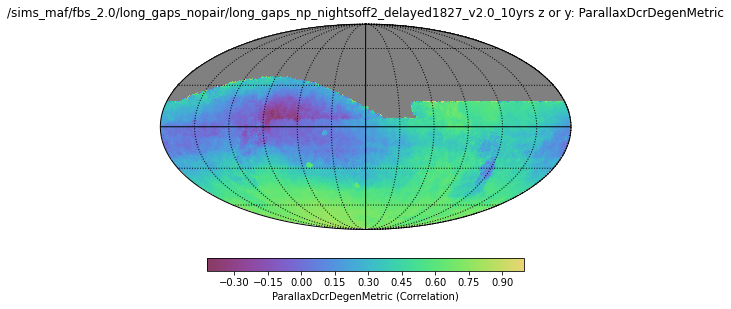 /sims_maf/fbs_2.0/long_gaps_nopair/long_gaps_np_nightsoff2_delayed1827_v2.0_10yrs z or y: ParallaxDcrDegenMetric
−0.30 −0.15 0.00 0.15 0.30 0.45 0.60 0.75 0.90
ParallaxDcrDegenMetric (Correlation)